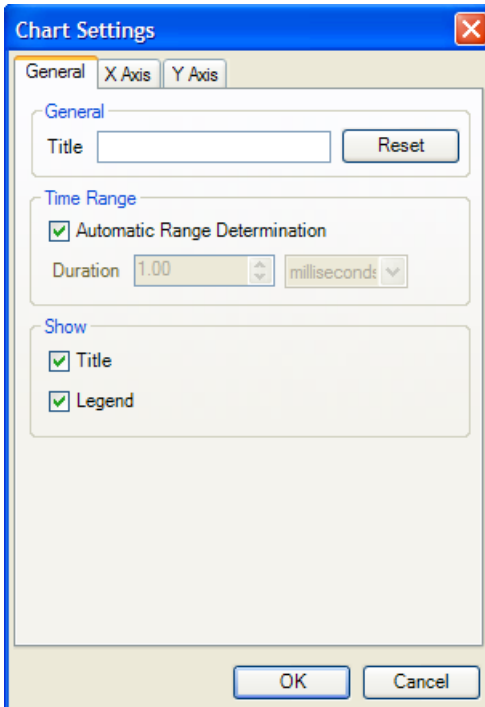 Chart Settings
General X Axis Y Axis
General
Title Reset
Time Range
Automatic Range Determination
Duration 1.00 milliseconds
Show
Title
Legend
OK Cancel